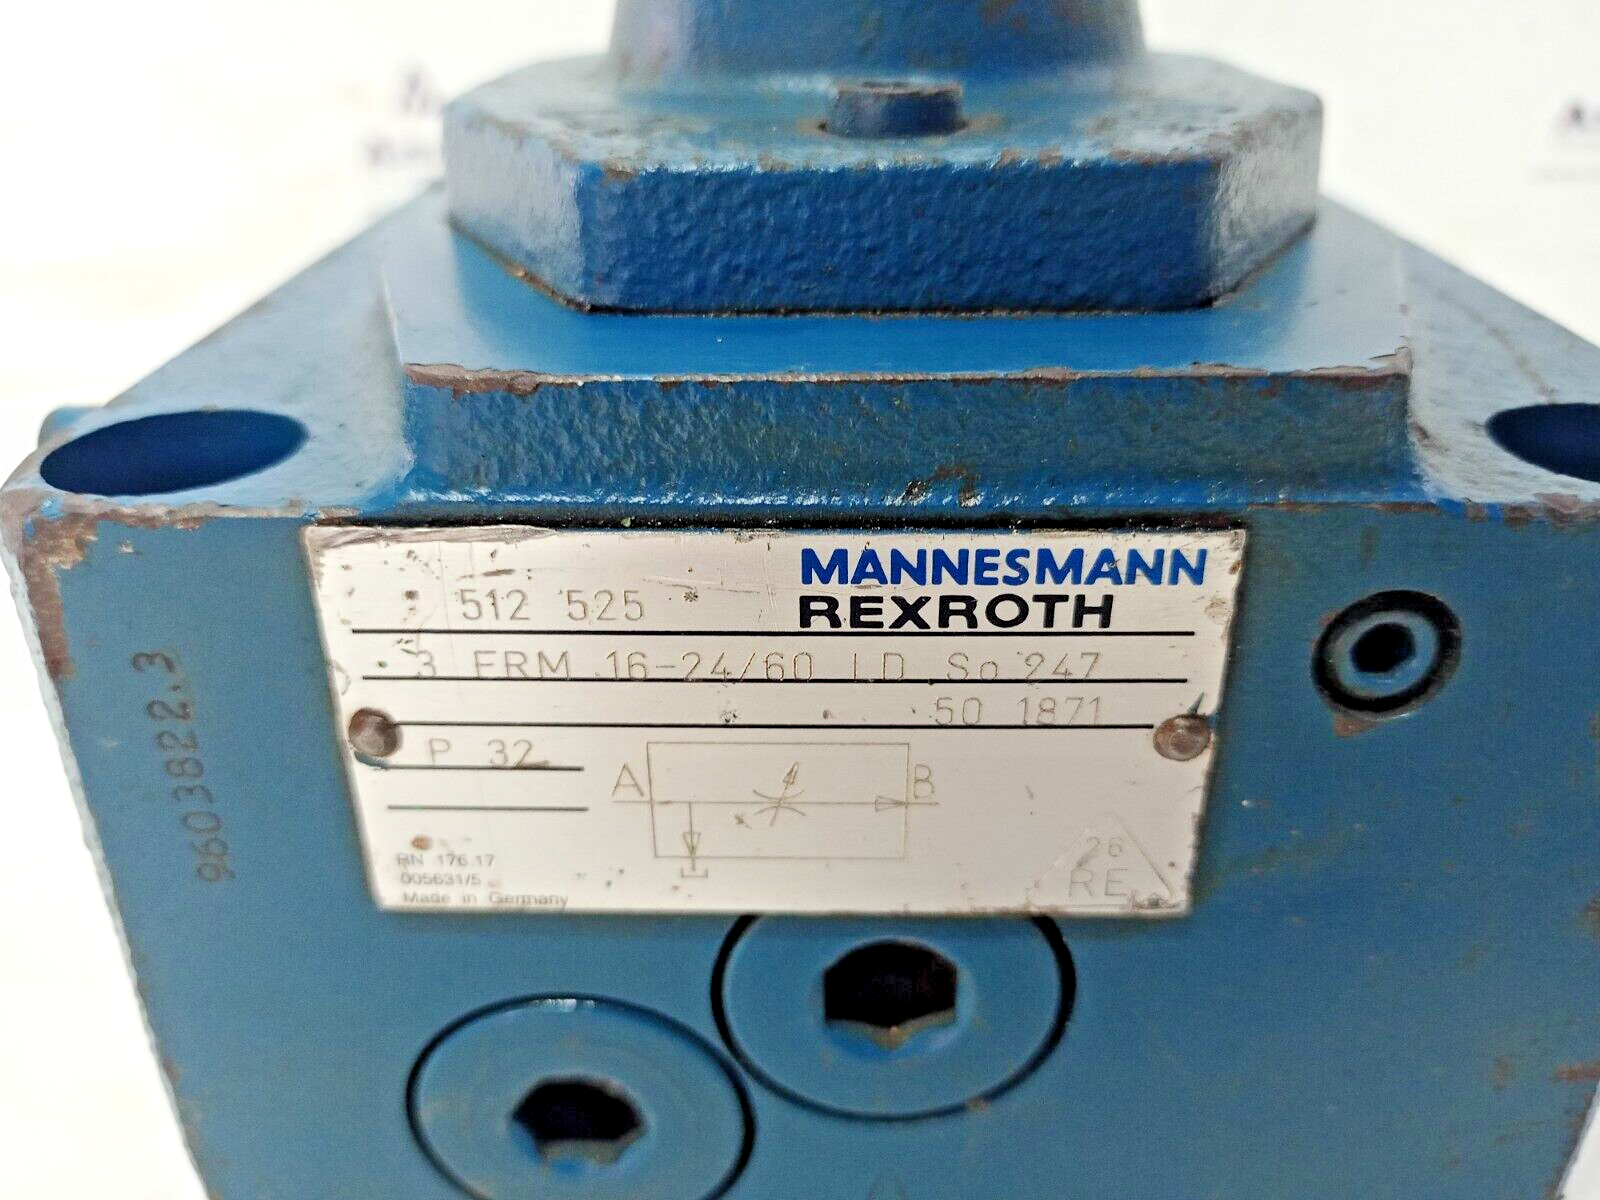 MANNESMANN
REXROTH
512 525 *
3 FRM 16-24/60 LD So 247
50 1871
P 32
A B
RN 176.17
005631/5
Made in Germany
26
RE
9603822.3